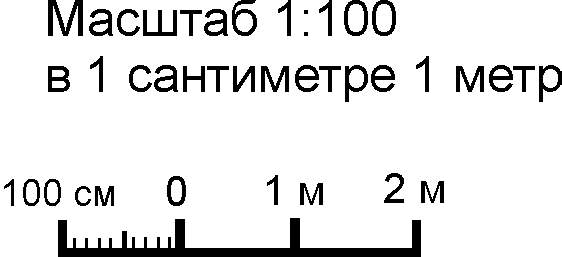 Масштаб 1:100
в 1 сантиметре 1 метр
100 см 0 1 м 2 м